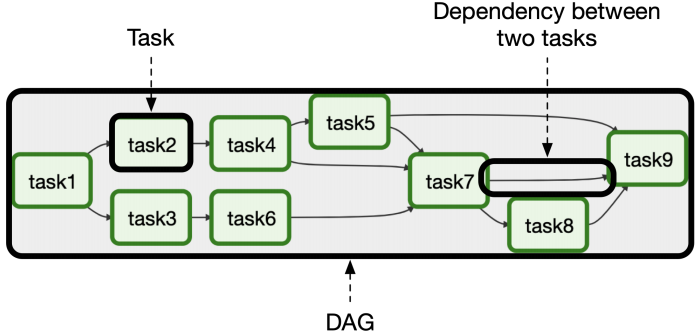 Dependency between
two tasks
Task
task5
task2
task4
task9
task1
task7
task3
task6
task8
DAG